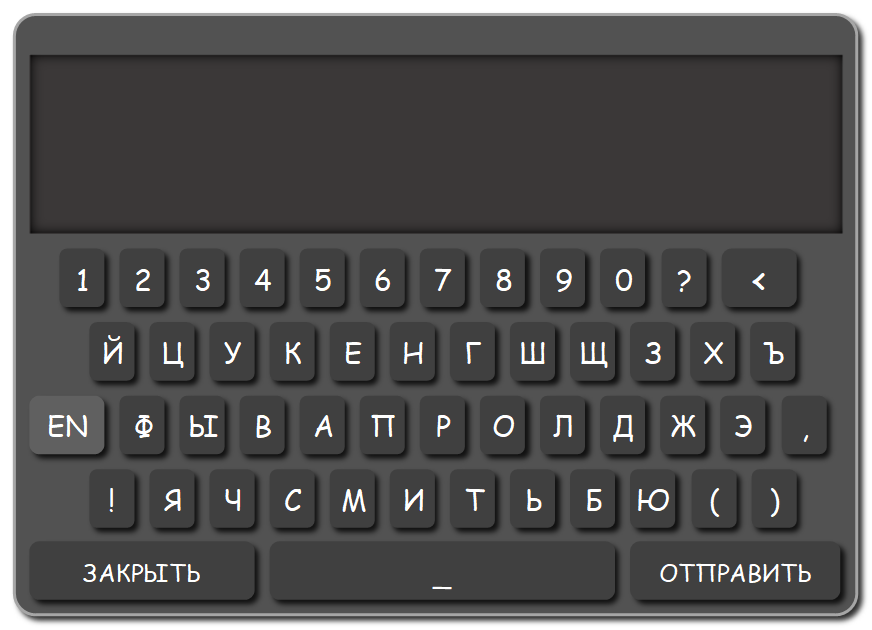 1 2 3 4 5 6 7 8 9 0 ? <
Й Ц У К Е Н Г Ш Щ З Х Ъ
EN Ф Ы В А П Р О Л Д Ж Э ,
! Я Ч С М И Т Ь Б Ю ( )
ЗАКРЫТЬ _ ОТПРАВИТЬ